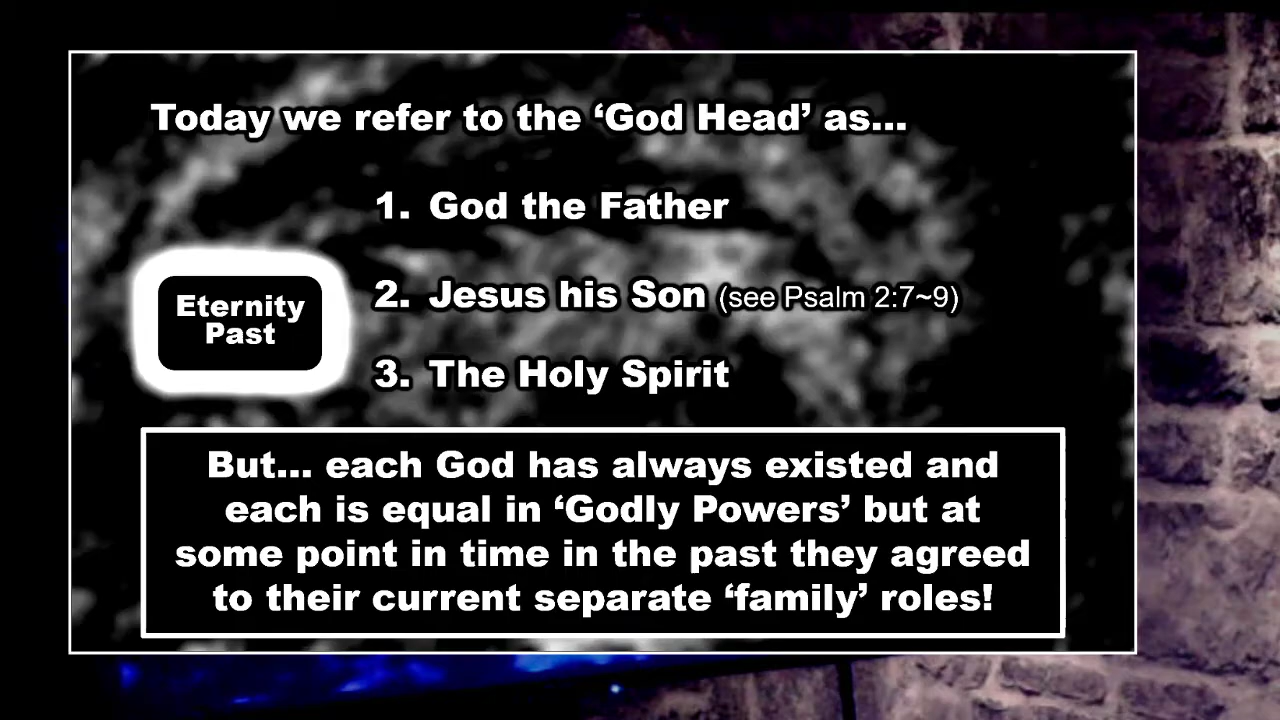 Today we refer to the ‘God Head’ as...
1. God the Father
2. Jesus his Son (see Psalm 2:7~9)
3. The Holy Spirit
Eternity
Past
But... each God has always existed and
each is equal in ‘Godly Powers’ but at
some point in time in the past they agreed
to their current separate ‘family’ roles!